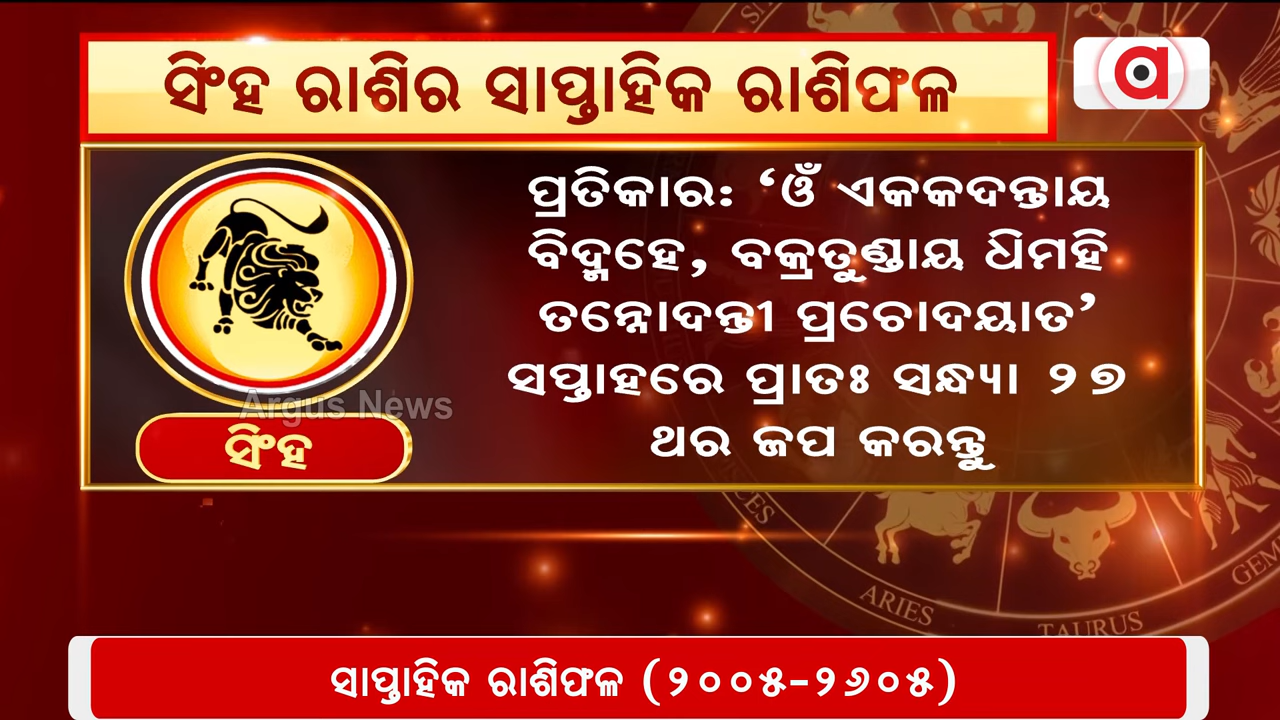 ସିଂହ ରାଶିର ସାପ୍ତାହିକ ରାଶିଫଳ
a
ପ୍ରତିକାର: ‘ଓଁ ଏକକଦନ୍ତାୟ
ବିଦ୍ମହେ, ବକ୍ରତୁଣ୍ଡାୟ ଧିମହି
ତନ୍ନୋଦନ୍ତୀ ପ୍ରଚୋଦୟାତ’
ସପ୍ତାହରେ ପ୍ରାତଃ ସନ୍ଧ୍ୟା ୨୭
ଥର ଜପ କରନ୍ତୁ
Argus News
ସିଂହ
ARIES
TAURUS
ସାପ୍ତାହିକ ରାଶିଫଳ (୨୦୦୫-୨୬୦୫)